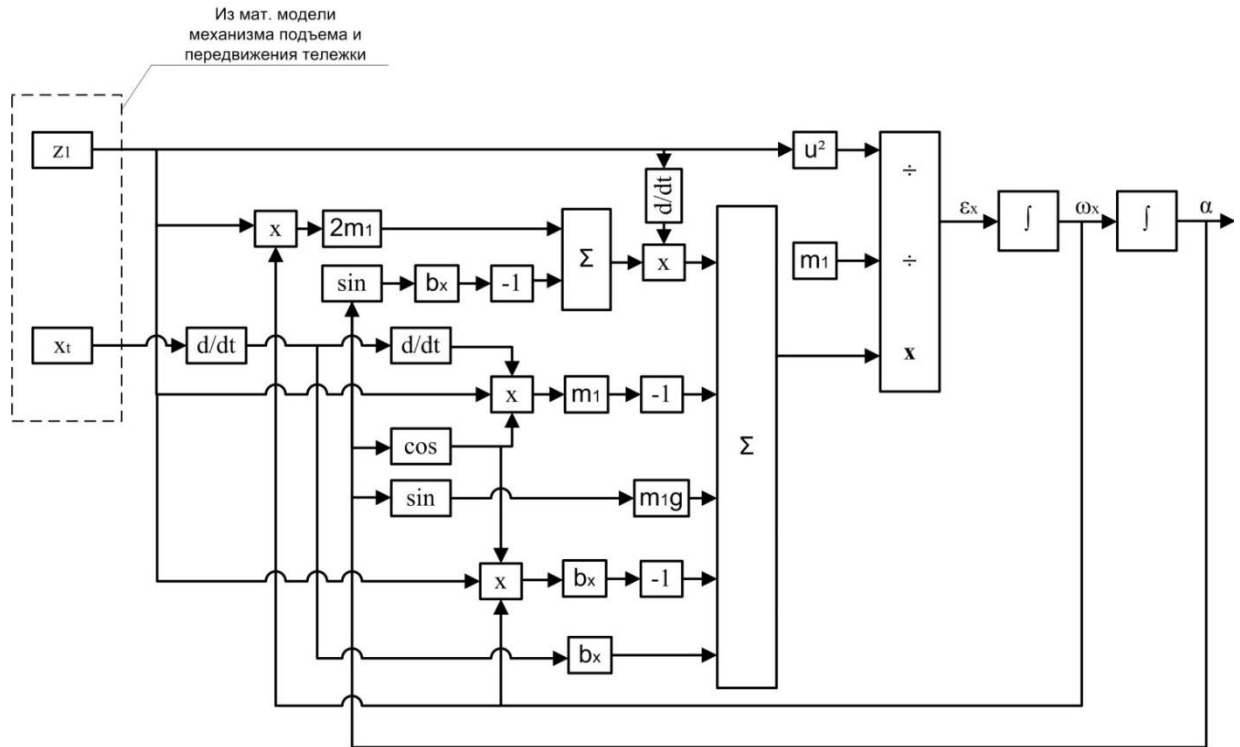 Из мат. модели
механизма подъема и
передвижения тележки
z1
u²
÷
d/dt
εx
∫
ωx
∫
α
x
2m1
Σ
x
÷
m1
sin
bx
-1
xt
d/dt
d/dt
x
x
m1
-1
cos
Σ
sin
m1g
x
bx
-1
bx